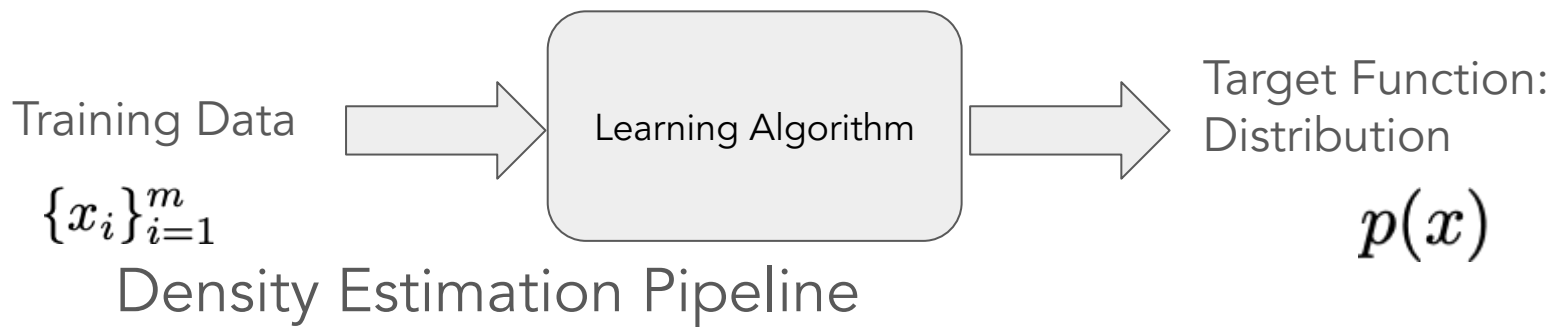 Training Data
Learning Algorithm
Target Function:
Distribution
{x_i}_{i=1}^m
p(x)
Density Estimation Pipeline